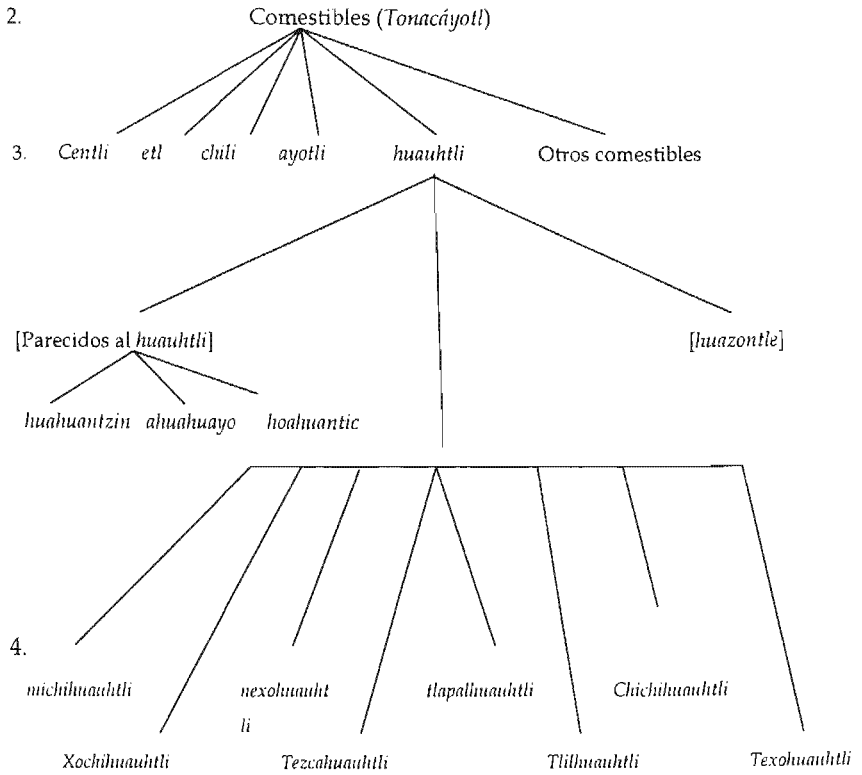 2. Comestibles (Tonacáyotl)
3. Centli etl chili ayotli huauhtli Otros comestibles
[Parecidos al huauhtli] [huazontle]
huahuantzin ahuahuayo hoahuantic
4.
michihuauhtli nexohuauht tlapalhuauhtli Chichihuauhtli
li
Xochihuauhtli Tezcahuauhtli Tlilhuauhtli Texohuauhtli